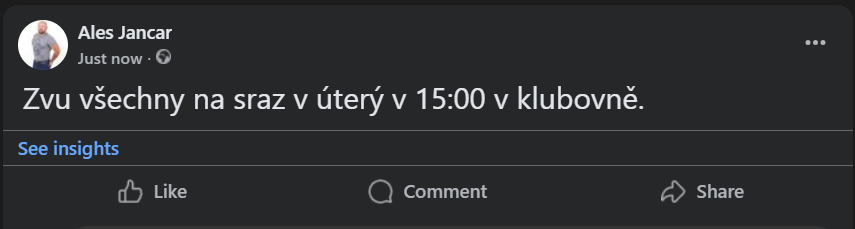 Ales Jancar
Just now ·
Zvu všechny na sraz v úterý v 15:00 v klubovně.
See insights
Like Comment Share